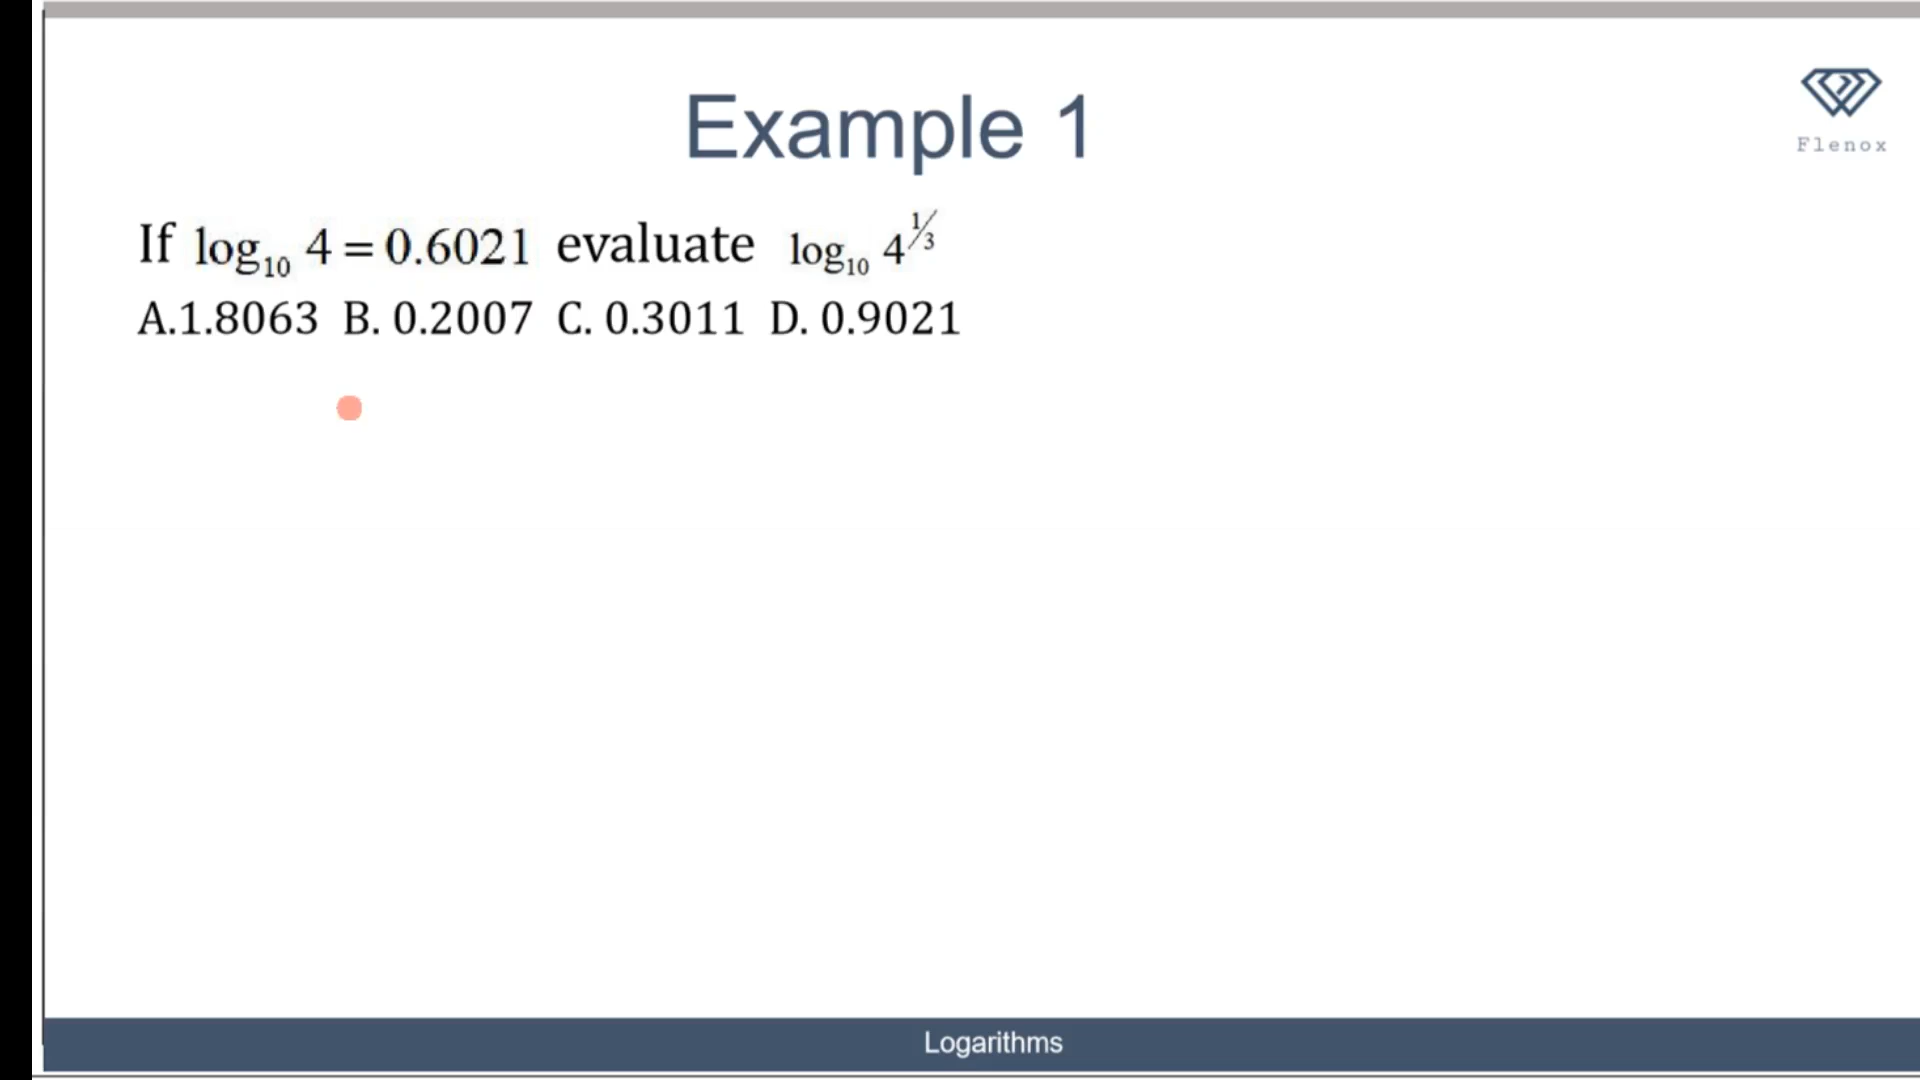 Example 1
Flenox
If log₁₀ 4 = 0.6021 evaluate log₁₀ 4^⅓
A.1.8063 B. 0.2007 C. 0.3011 D. 0.9021
Logarithms